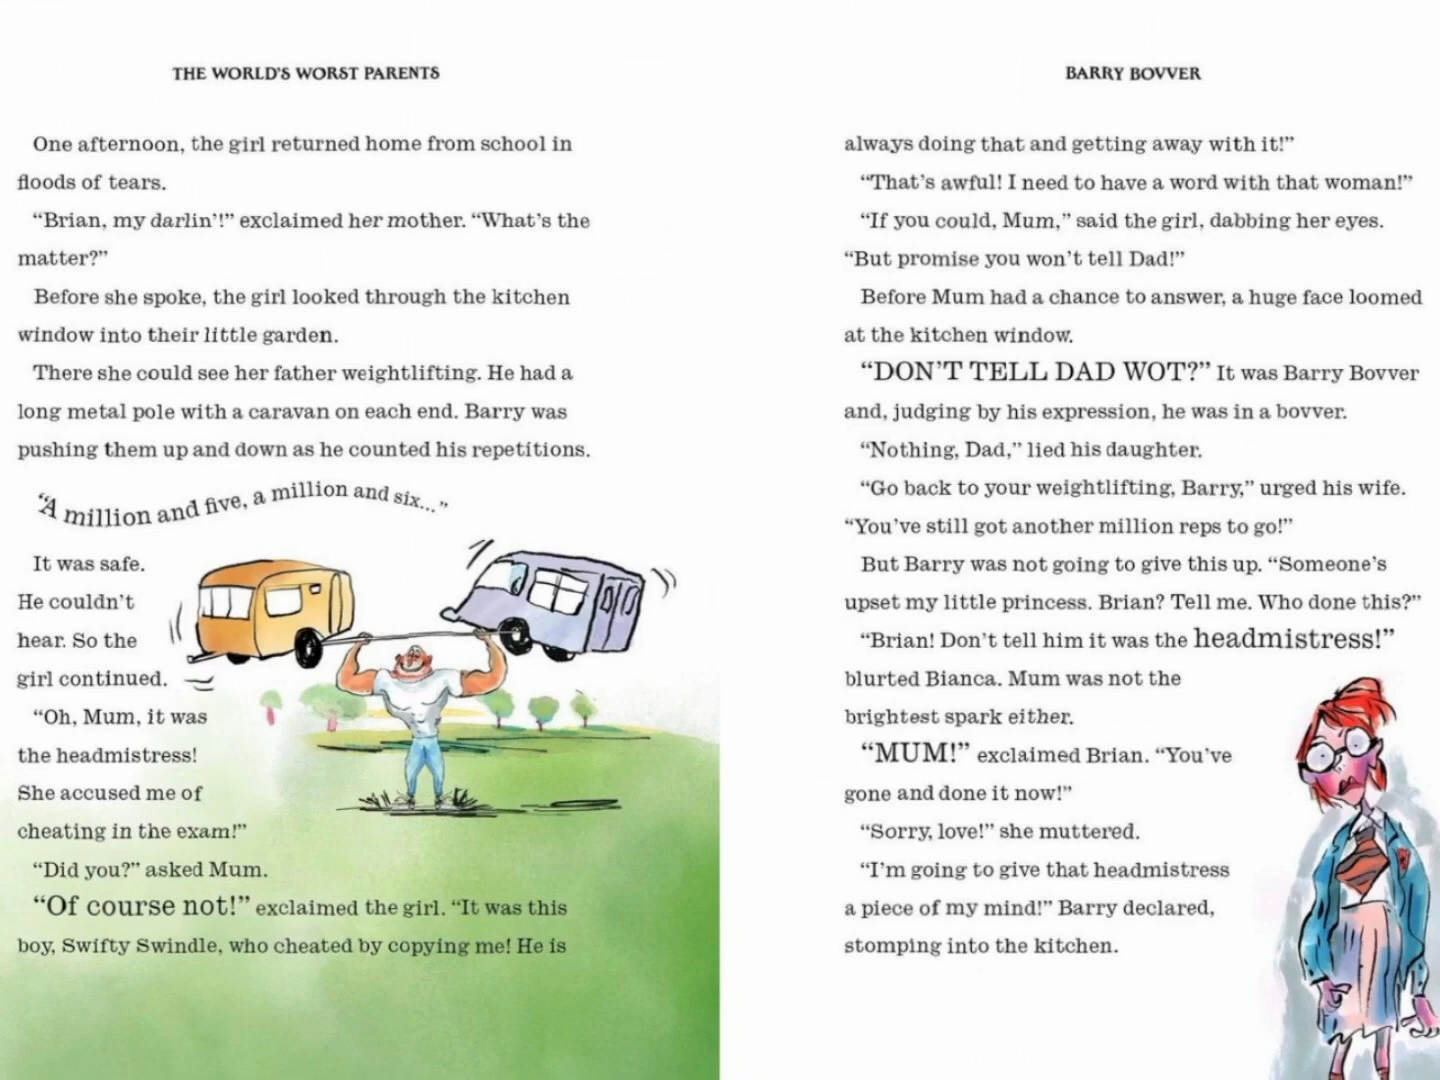 THE WORLD'S WORST PARENTS
One afternoon, the girl returned home from school in
floods of tears.
“Brian, my darlin’!” exclaimed her mother. “What’s the
matter?”
Before she spoke, the girl looked through the kitchen
window into their little garden.
There she could see her father weightlifting. He had a
long metal pole with a caravan on each end. Barry was
pushing them up and down as he counted his repetitions.
“A million and five, a million and six...”
It was safe.
He couldn’t
hear. So the
girl continued.
“Oh, Mum, it was
the headmistress!
She accused me of
cheating in the exam!”
“Did you?” asked Mum.
“Of course not!” exclaimed the girl. “It was this
boy, Swifty Swindle, who cheated by copying me! He is
BARRY BOVVER
always doing that and getting away with it!”
“That’s awful! I need to have a word with that woman!”
“If you could, Mum,” said the girl, dabbing her eyes.
“But promise you won’t tell Dad!”
Before Mum had a chance to answer, a huge face loomed
at the kitchen window.
“DON’T TELL DAD WOT?” It was Barry Bovver
and, judging by his expression, he was in a bovver.
“Nothing, Dad,” lied his daughter.
“Go back to your weightlifting, Barry,” urged his wife.
“You’ve still got another million reps to go!”
But Barry was not going to give this up. “Someone’s
upset my little princess. Brian? Tell me. Who done this?”
“Brian! Don’t tell him it was the headmistress!”
blurted Bianca. Mum was not the
brightest spark either.
“MUM!” exclaimed Brian. “You’ve
gone and done it now!”
“Sorry, love!” she muttered.
“I’m going to give that headmistress
a piece of my mind!” Barry declared,
stomping into the kitchen.